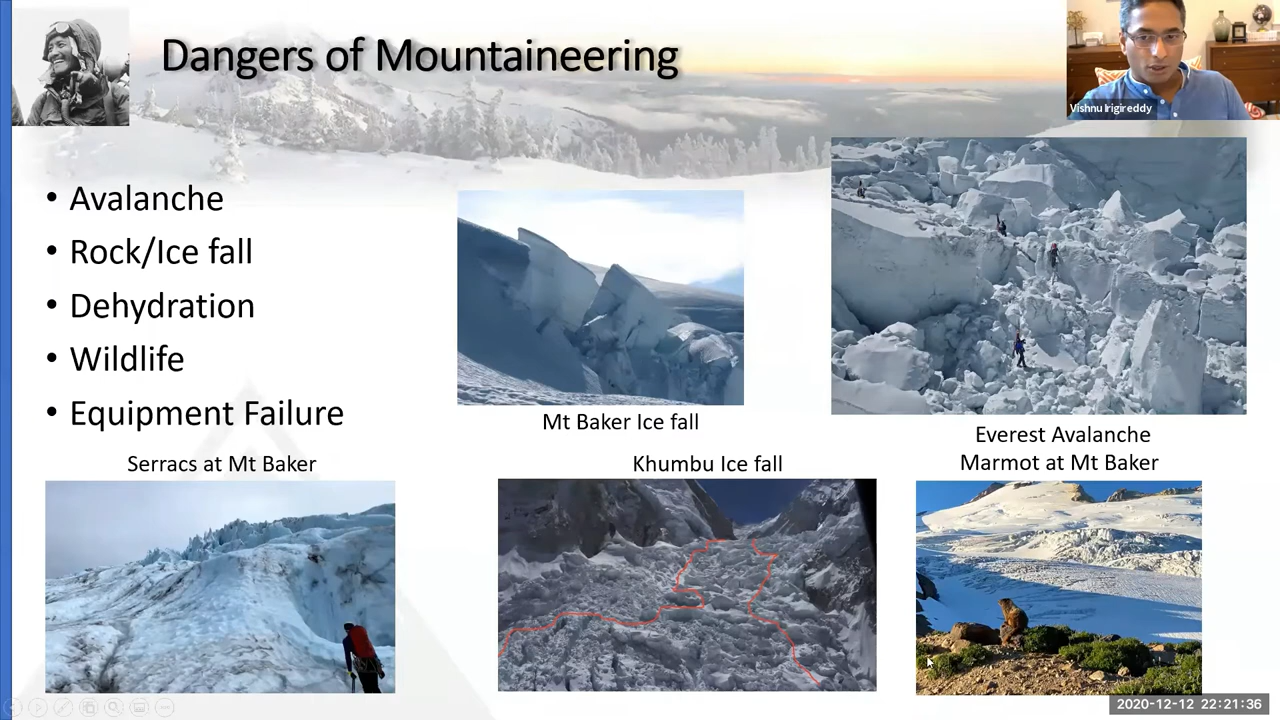 Dangers of Mountaineering
Vishnu Irigireddy
• Avalanche
• Rock/Ice fall
• Dehydration
• Wildlife
• Equipment Failure
Mt Baker Ice fall
Everest Avalanche
Serracs at Mt Baker
Khumbu Ice fall
Marmot at Mt Baker
2020-12-12 22:21:36